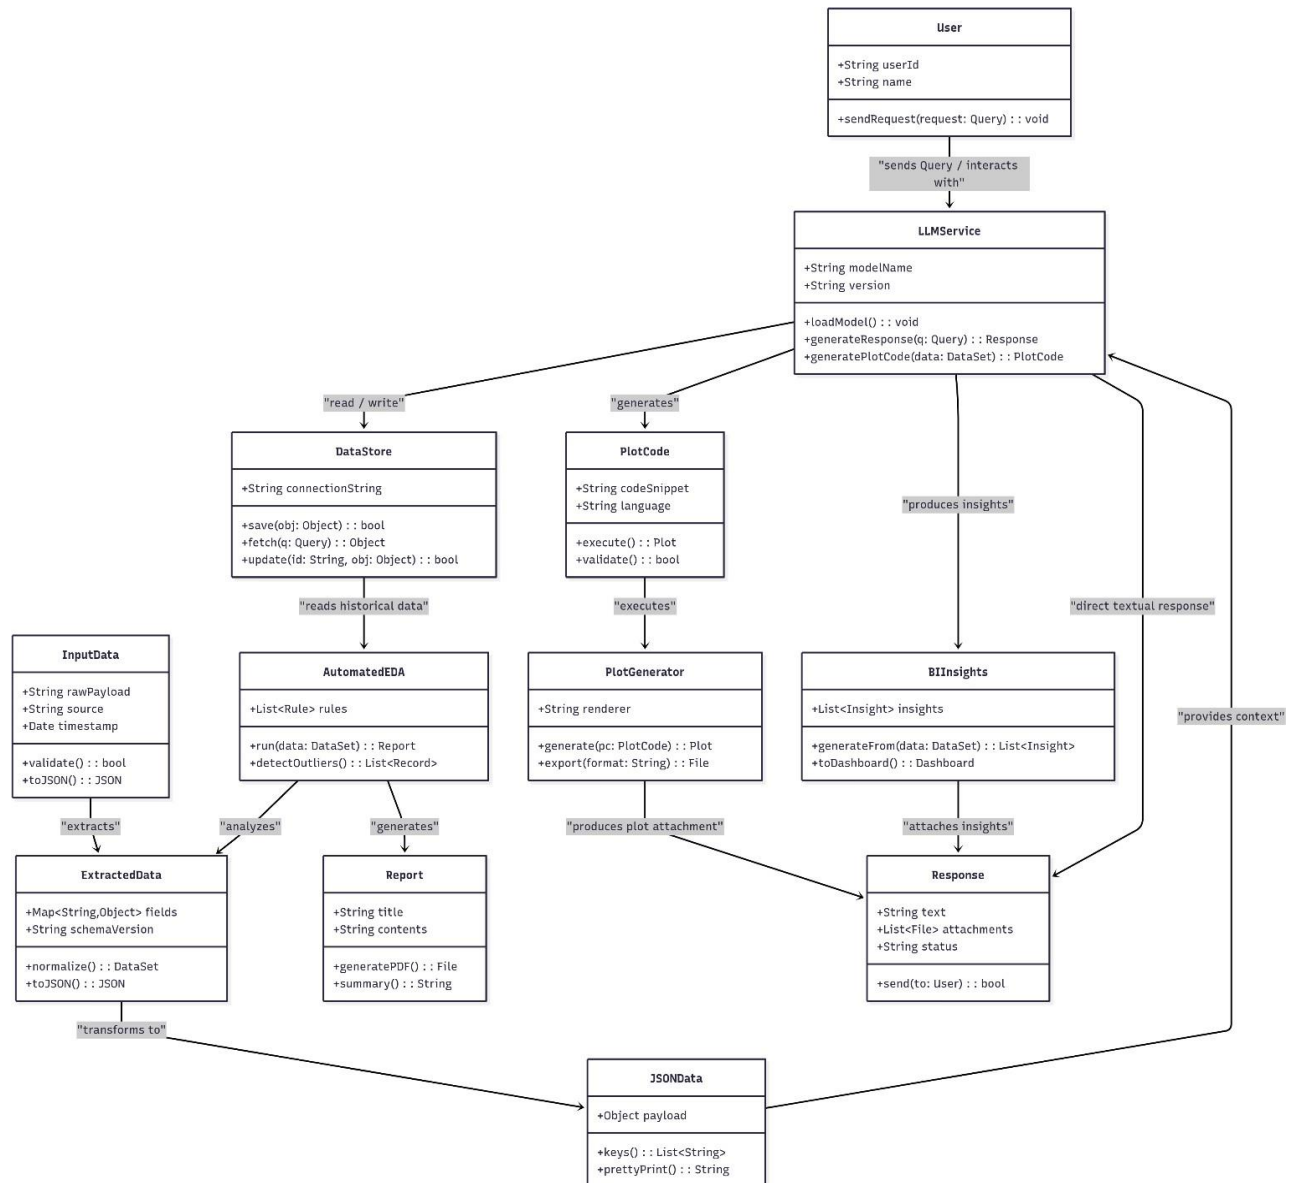 User
+String userId
+String name
+sendRequest(request: Query) : : void
"sends Query / interacts
with"
LLMService
+String modelName
+String version
+loadModel() : : void
+generateResponse(q: Query) : : Response
+generatePlotCode(data: DataSet) : : PlotCode
"read / write"
"generates"
DataStore
+String connectionString
+save(obj: Object) : : bool
+fetch(q: Query) : : Object
+update(id: String, obj: Object) : : bool
PlotCode
+String codeSnippet
+String language
+execute() : : Plot
+validate() : : bool
"produces insights"
"reads historical data"
"executes"
"direct textual response"
InputData
+String rawPayload
+String source
+Date timestamp
+validate() : : bool
+toJSON() : : JSON
AutomatedEDA
+List<Rule> rules
+run(data: DataSet) : : Report
+detectOutliers() : : List<Record>
PlotGenerator
+String renderer
+generate(pc: PlotCode) : : Plot
+export(format: String) : : File
BIInsights
+List<Insight> insights
+generateFrom(data: DataSet) : : List<Insight>
+toDashboard() : : Dashboard
"provides context"
"extracts"
"analyzes"
"generates"
"produces plot attachment"
"attaches insights"
ExtractedData
+Map<String,Object> fields
+String schemaVersion
+normalize() : : DataSet
+toJSON() : : JSON
Report
+String title
+String contents
+generatePDF() : : File
+summary() : : String
Response
+String text
+List<File> attachments
+String status
+send(to: User) : : bool
"transforms to"
JSONData
+Object payload
+keys() : : List<String>
+prettyPrint() : : String